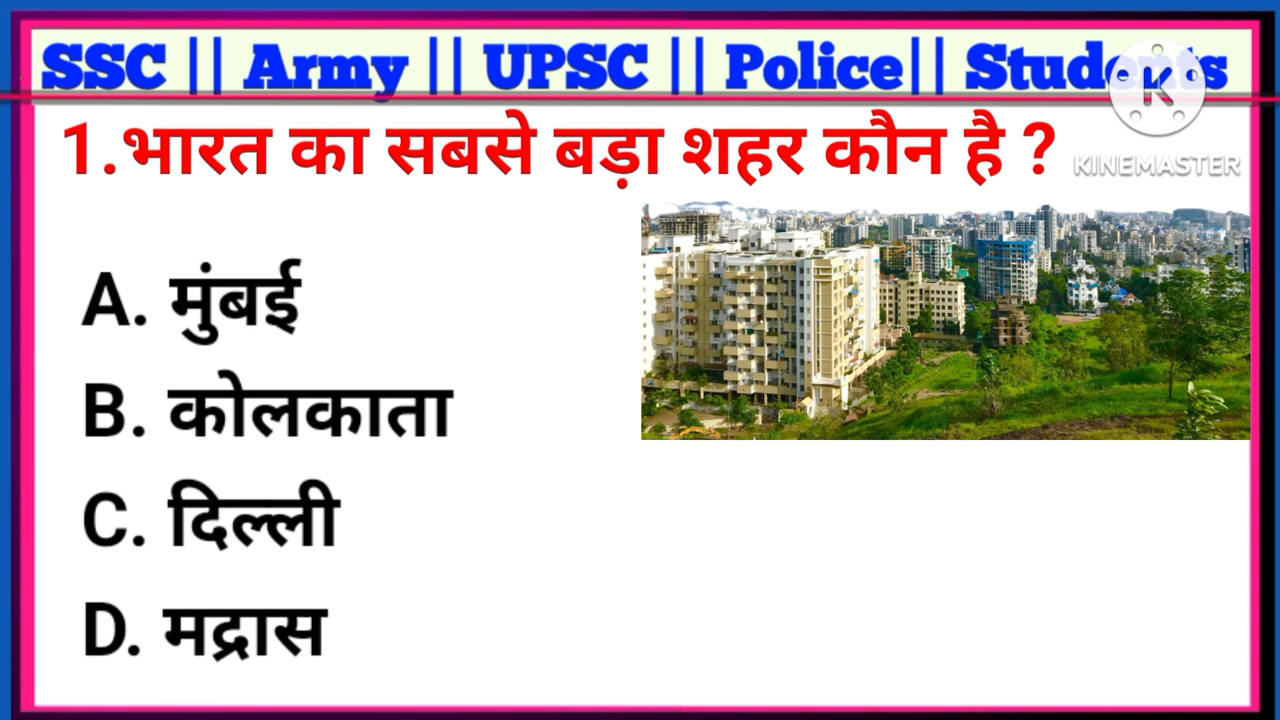 SSC || Army || UPSC || Police|| Students
KINEMASTER
1.भारत का सबसे बड़ा शहर कौन है ?
A. मुंबई
B. कोलकाता
C. दिल्ली
D. मद्रास